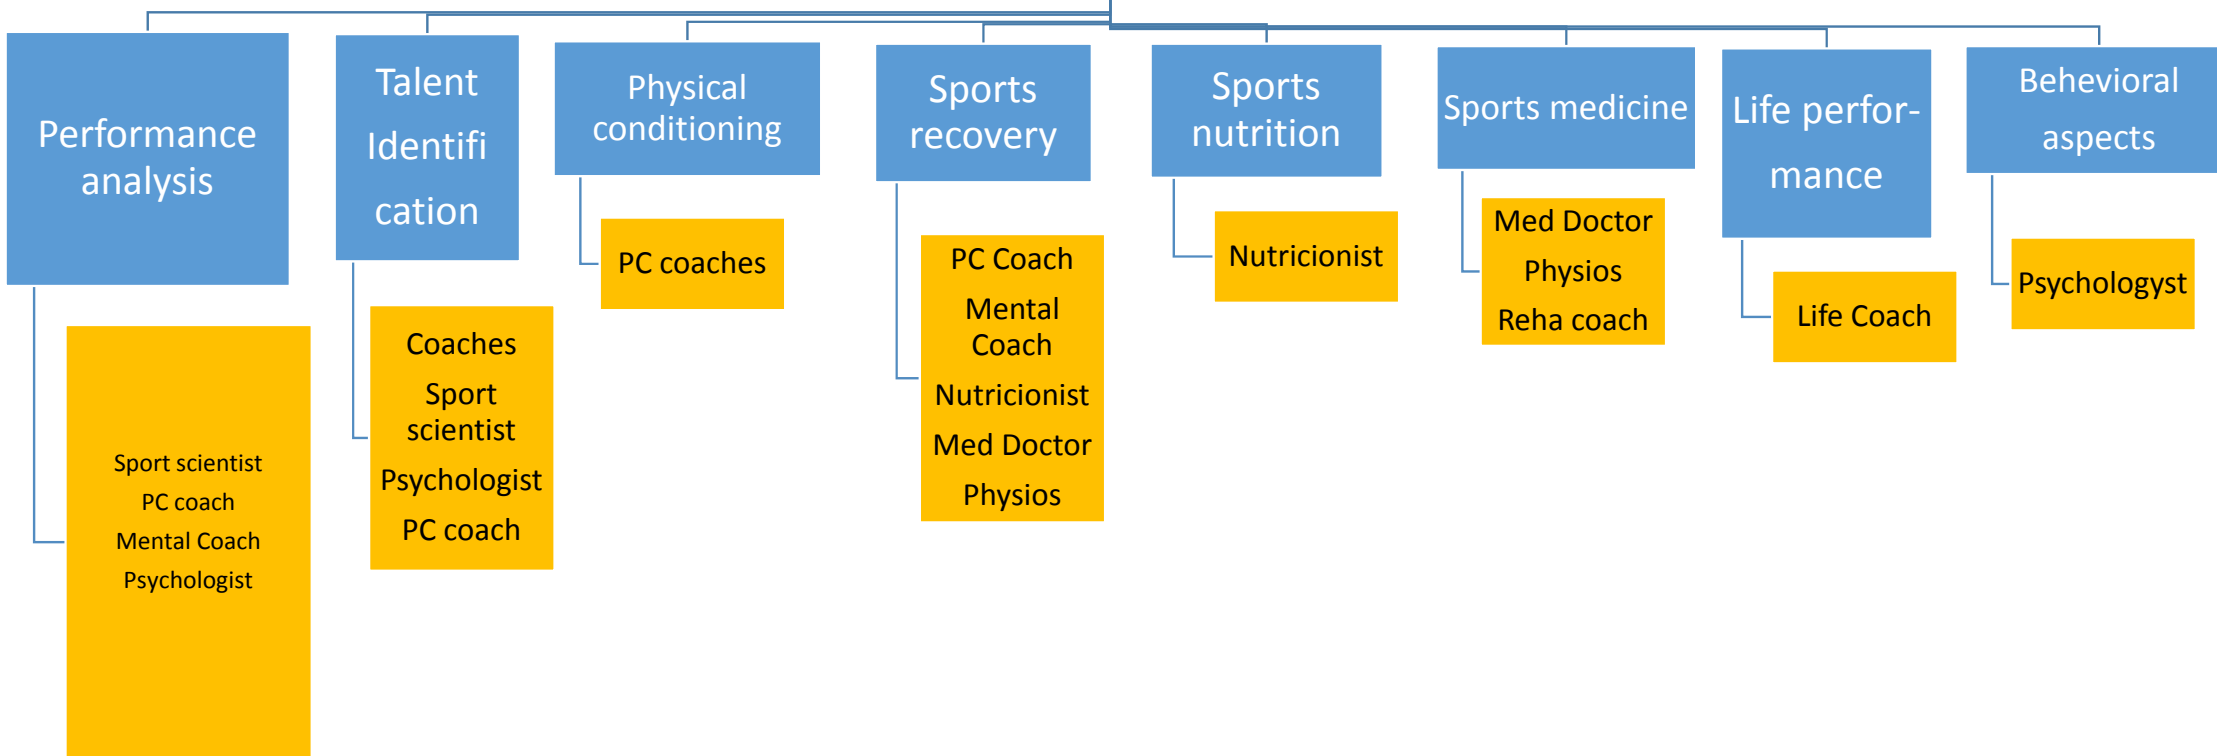 Performance
analysis
Sport scientist
PC coach
Mental Coach
Psychologist
Talent
Identifi
cation
Coaches
Sport
scientist
Psychologist
PC coach
Physical
conditioning
PC coaches
Sports
recovery
PC Coach
Mental
Coach
Nutricionist
Med Doctor
Physios
Sports
nutrition
Nutricionist
Sports medicine
Med Doctor
Physios
Reha coach
Life perfor-
mance
Life Coach
Behevioral
aspects
Psychologyst